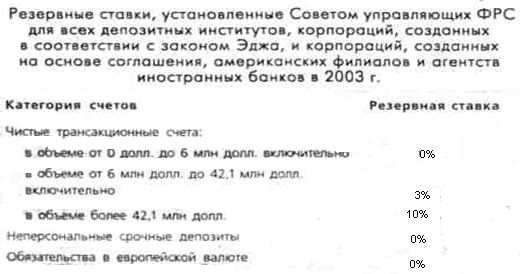 Резервные ставки, установленные Советом управляющих ФРС
для всех депозитных институтов, корпораций, созданных
в соответствии с законом Эджа, и корпораций, созданных
на основе соглашения, американских филиалов и агентств
иностранных банков в 2003 г.
Категория счетов Резервная ставка
Чистые трансакционные счета:
в объеме от 0 долл. до 6 млн долл. включительно 0%
в объеме от 6 млн долл. до 42,1 млн долл.
включительно 3%
в объеме более 42,1 млн долл. 10%
Неперсональные срочные депозиты 0%
Обязательства в европейской валюте 0%